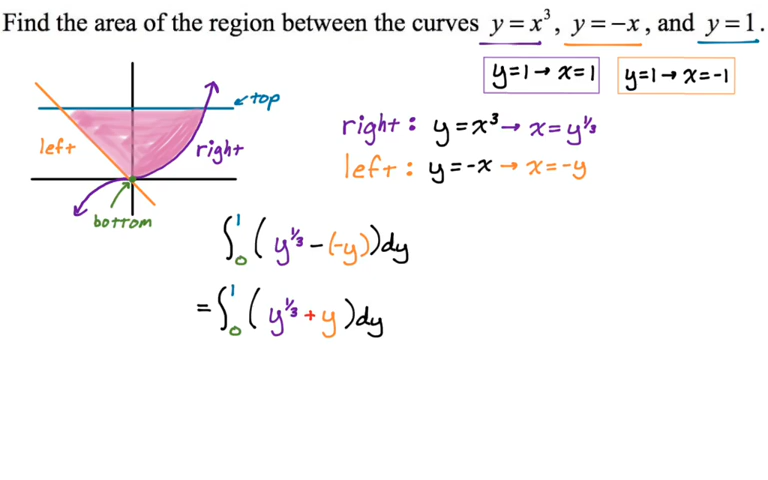 Find the area of the region between the curves y = x³, y = −x, and y = 1.
y=1→ x=1
y=1→ x=-1
←top
left
right
bottom
right: y=x³→ x=y^⅓
left: y=-x → x=-y
∫₀¹(y^⅓-(-y))dy
=∫₀¹(y^⅓+y)dy